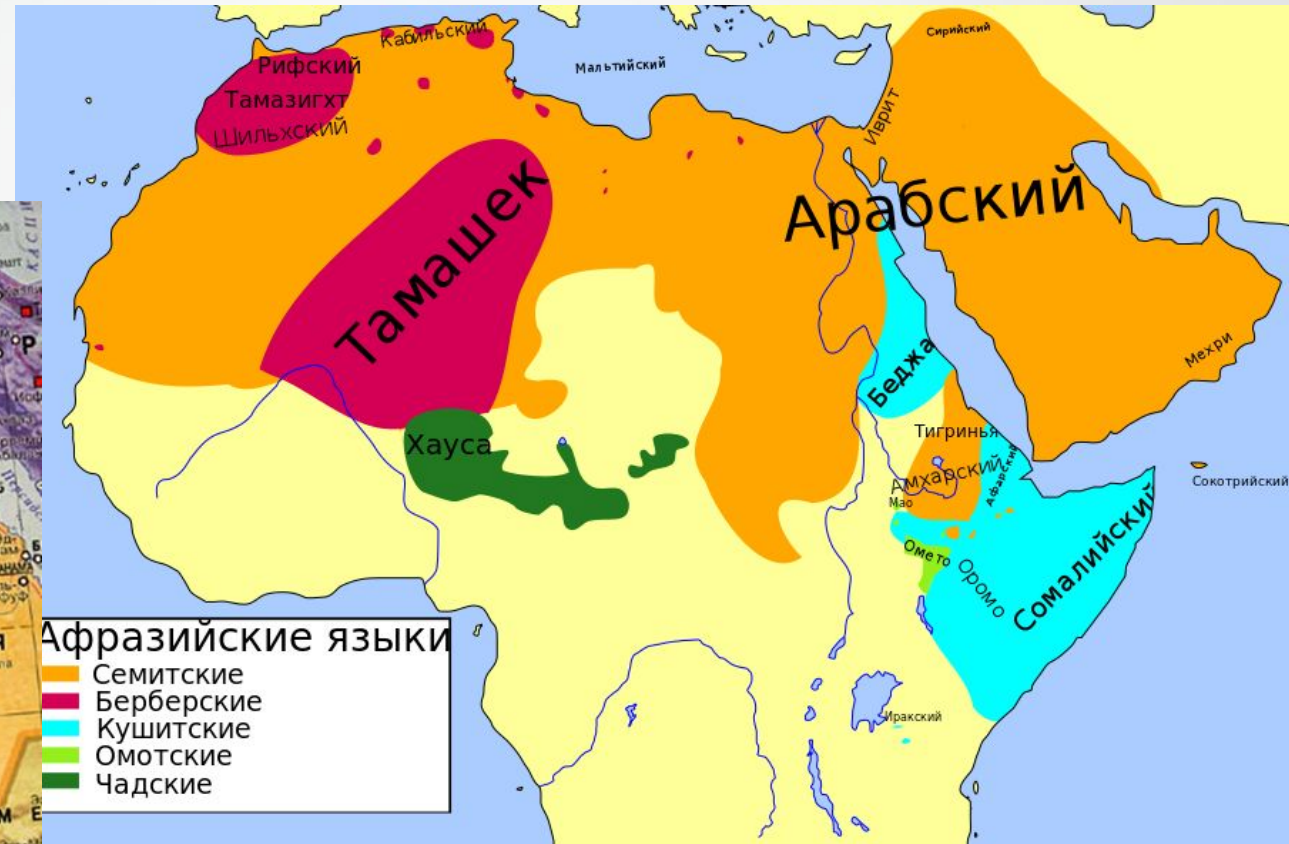 Кабильский
Рифский
Тамазигхт
Шильхский
Мальтийский
Сирийский
Иврит
Арабский
Тамашек
Мехри
Беджа
Хауса
Тигринья
Амхарский
Афарский
Мао
Сокотрийский
Омето
Оромо
Сомалийский
Иракский
Афразийские языки
Семитские
Берберские
Кушитские
Омотские
Чадские